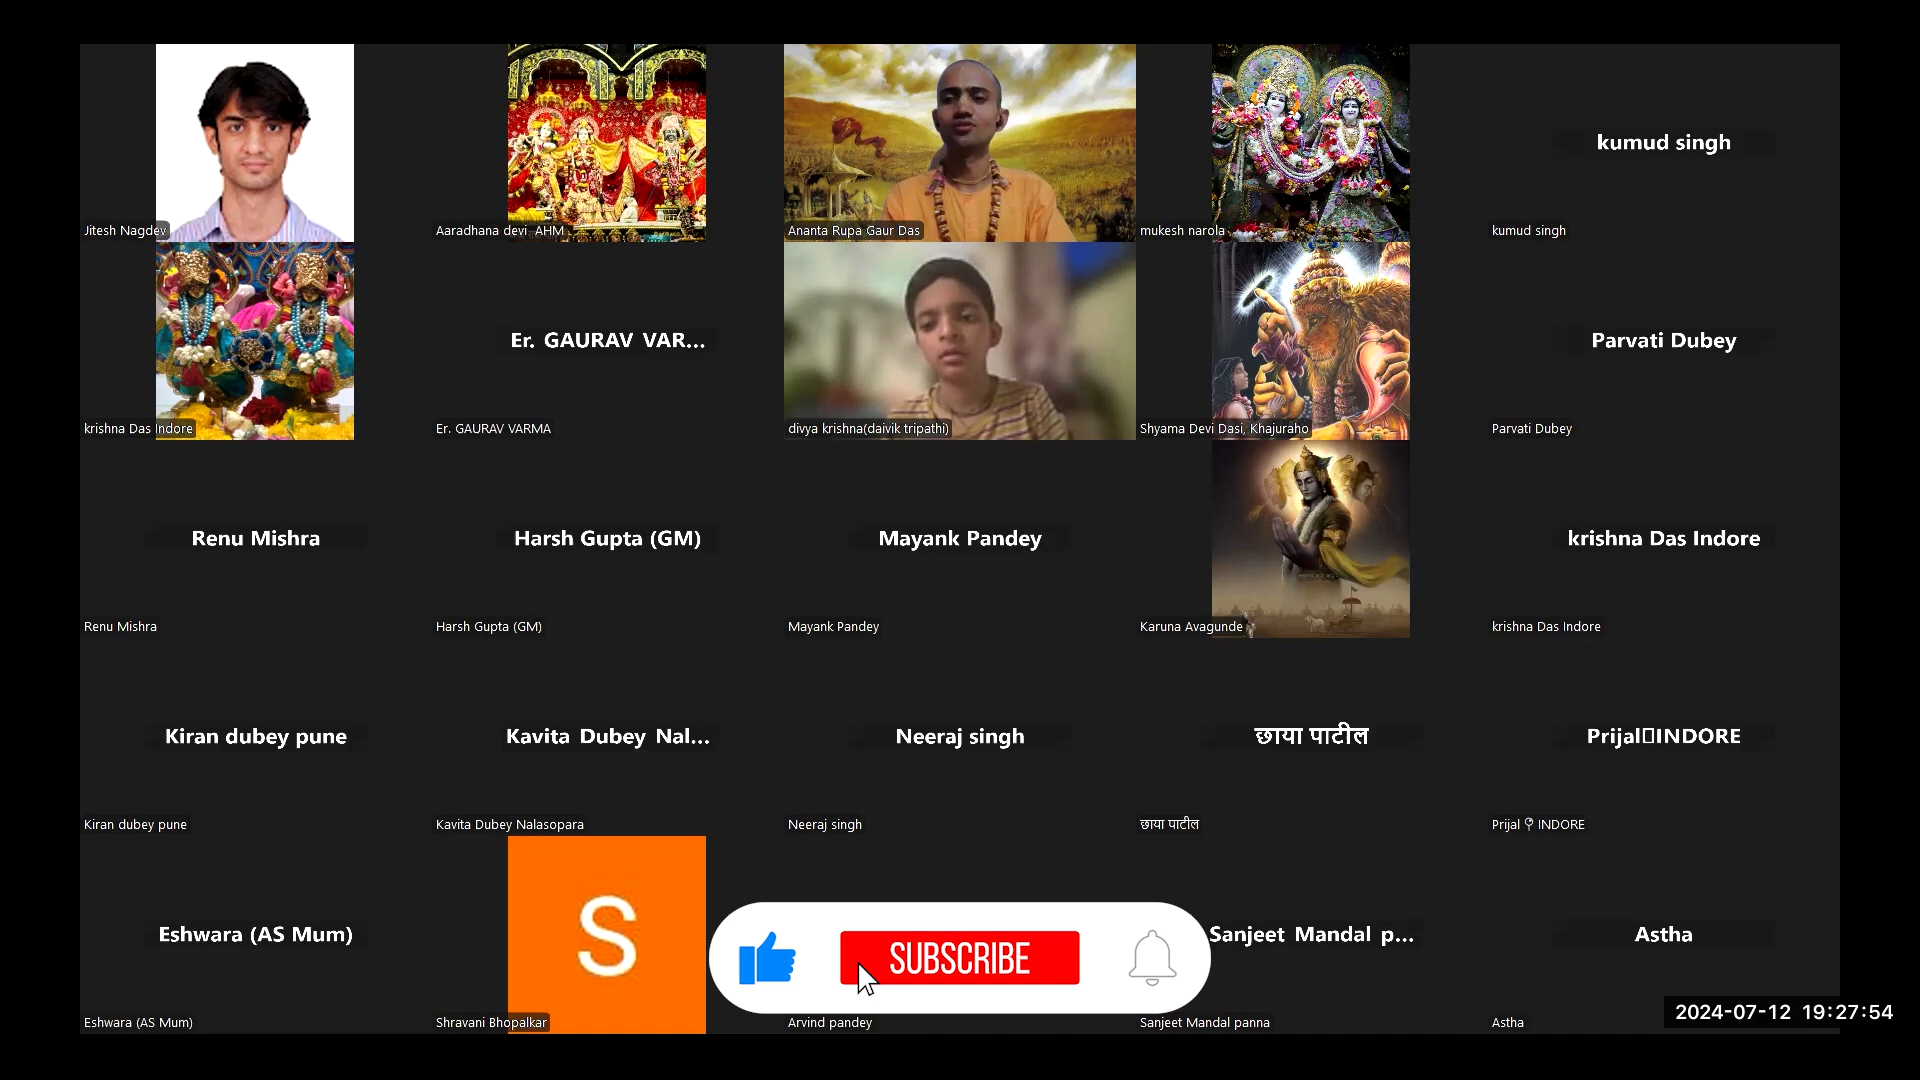 Jitesh Nagdev
Aaradhana devi AHM
Ananta Rupa Gaur Das
mukesh narola
kumud singh
kumud singh
krishna Das Indore
Er. GAURAV VAR...
Er. GAURAV VARMA
divya krishna(daivik tripathi)
Shyama Devi Dasi, Khajuraho
Parvati Dubey
Parvati Dubey
Renu Mishra
Renu Mishra
Harsh Gupta (GM)
Harsh Gupta (GM)
Mayank Pandey
Mayank Pandey
Karuna Avagunde
krishna Das Indore
krishna Das Indore
Kiran dubey pune
Kiran dubey pune
Kavita Dubey Nal...
Kavita Dubey Nalasopara
Neeraj singh
Neeraj singh
छाया पाटील
छाया पाटील
Prijal▯INDORE
Prijal INDORE
Eshwara (AS Mum)
Eshwara (AS Mum)
S
Shravani Bhopalkar
SUBSCRIBE
Arvind pandey
Sanjeet Mandal p...
Sanjeet Mandal panna
Astha
Astha
2024-07-12 19:27:54